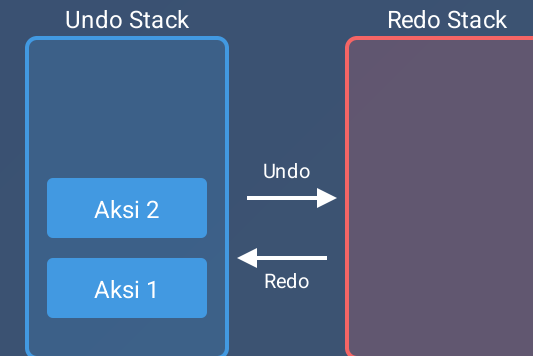 Undo Stack
Redo Stack
Undo
Aksi 2
Aksi 1
Redo